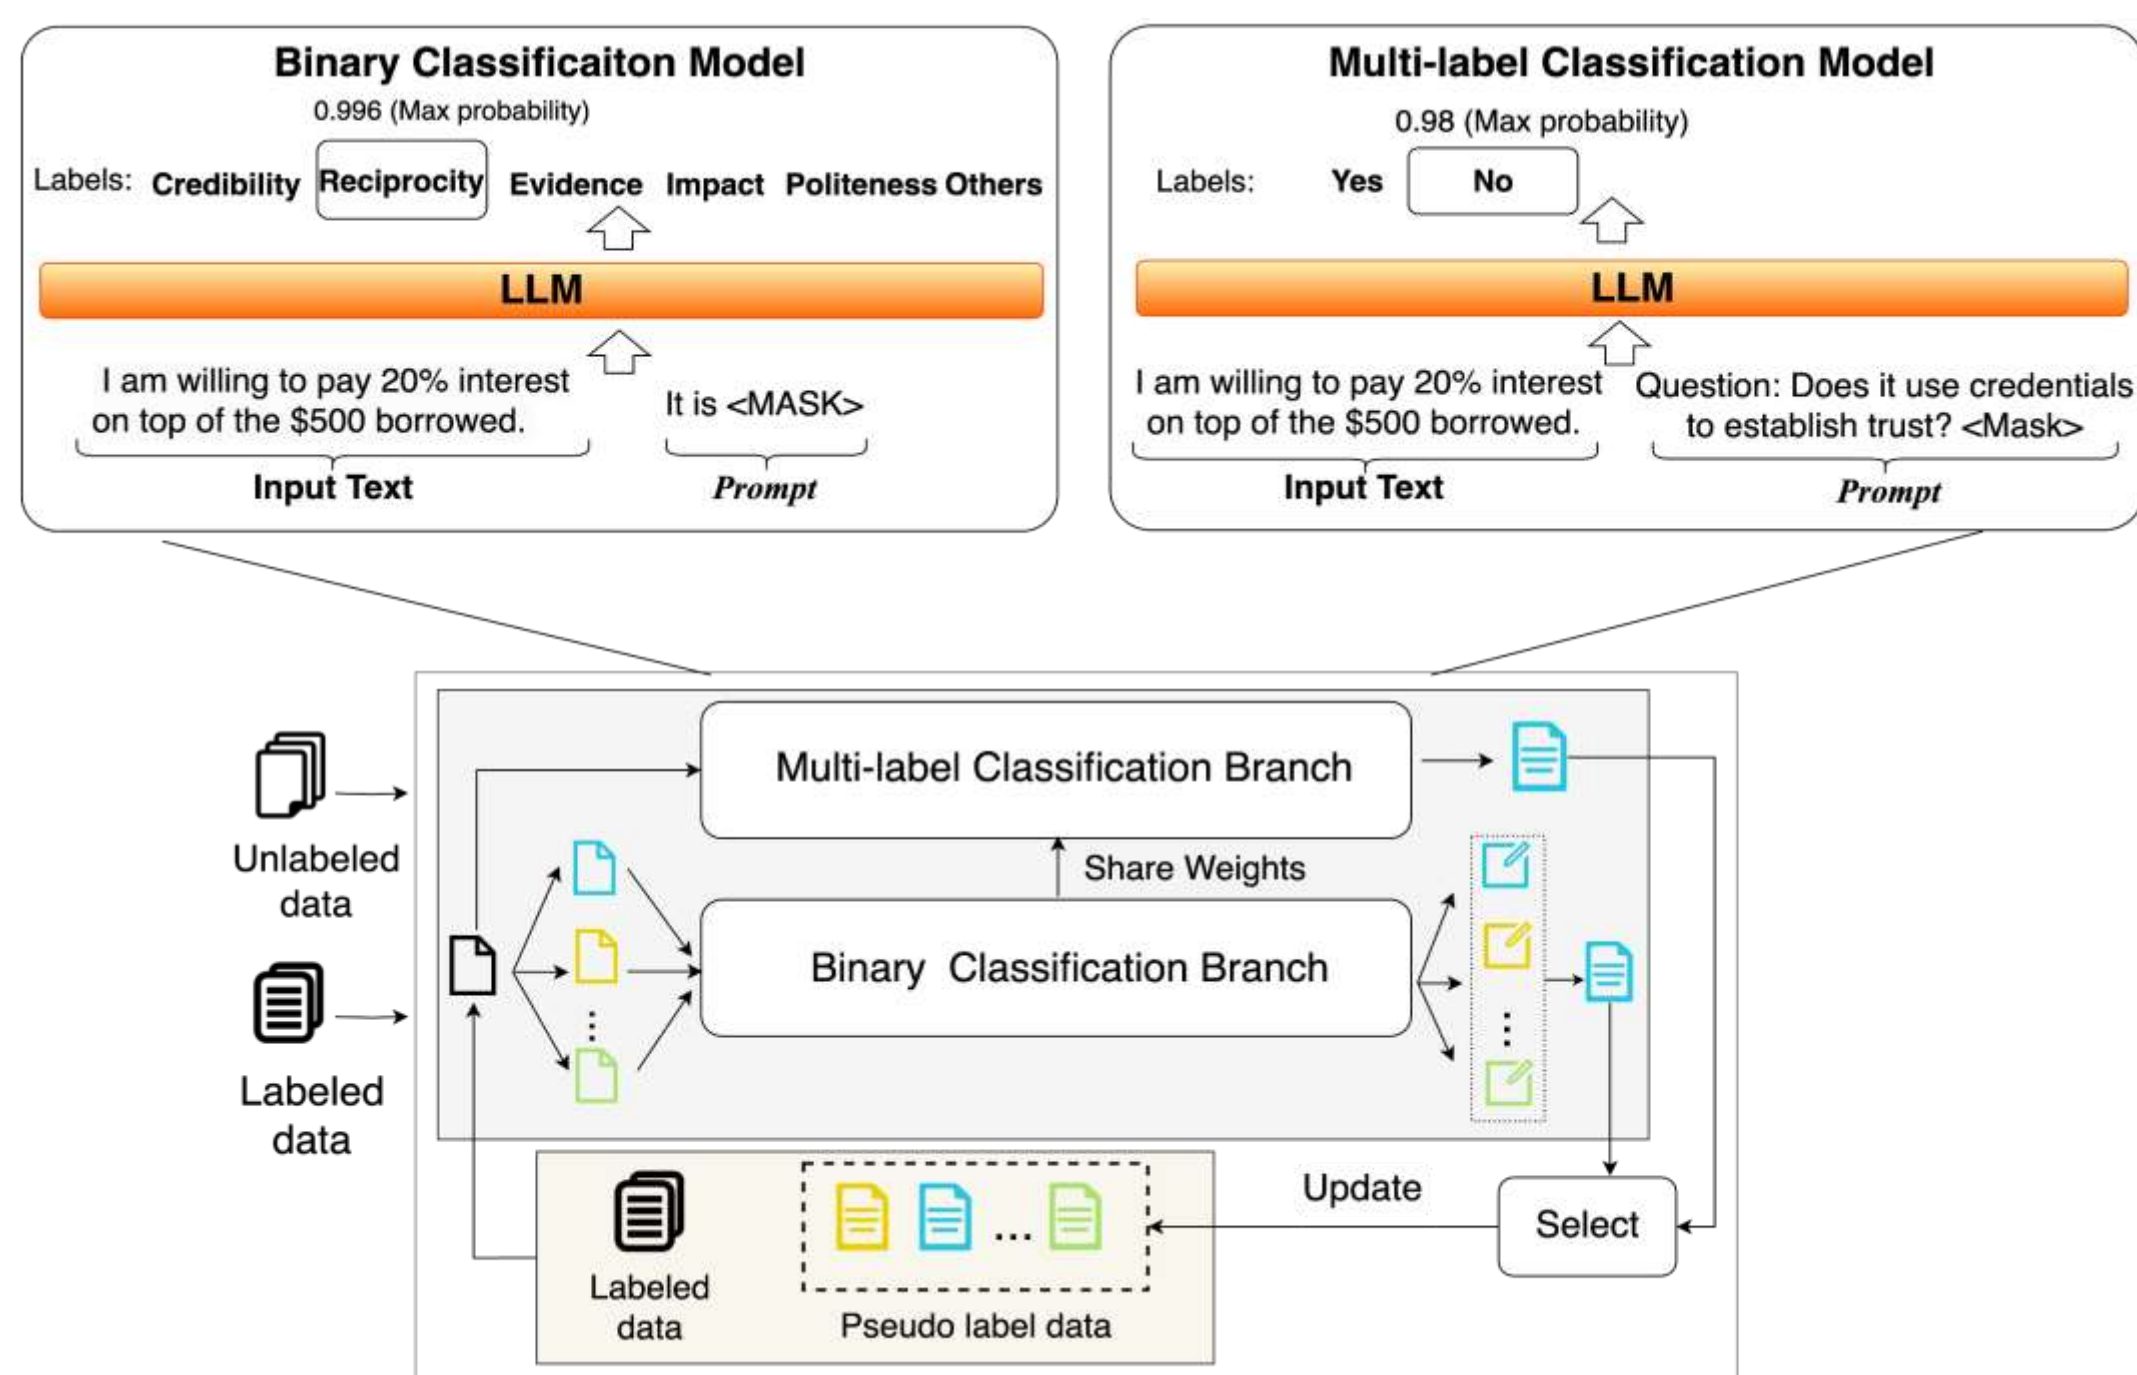 Binary Classificaiton Model
0.996 (Max probability)
Labels: Credibility Reciprocity Evidence Impact Politeness Others
LLM
I am willing to pay 20% interest
on top of the $500 borrowed.
It is <MASK>
Input Text
Prompt
Multi-label Classification Model
0.98 (Max probability)
Labels: Yes No
LLM
I am willing to pay 20% interest
on top of the $500 borrowed.
Question: Does it use credentials
to establish trust? <Mask>
Input Text
Prompt
Unlabeled
data
Labeled
data
Multi-label Classification Branch
Share Weights
Binary Classification Branch
Labeled
data
...
Pseudo label data
Update
Select